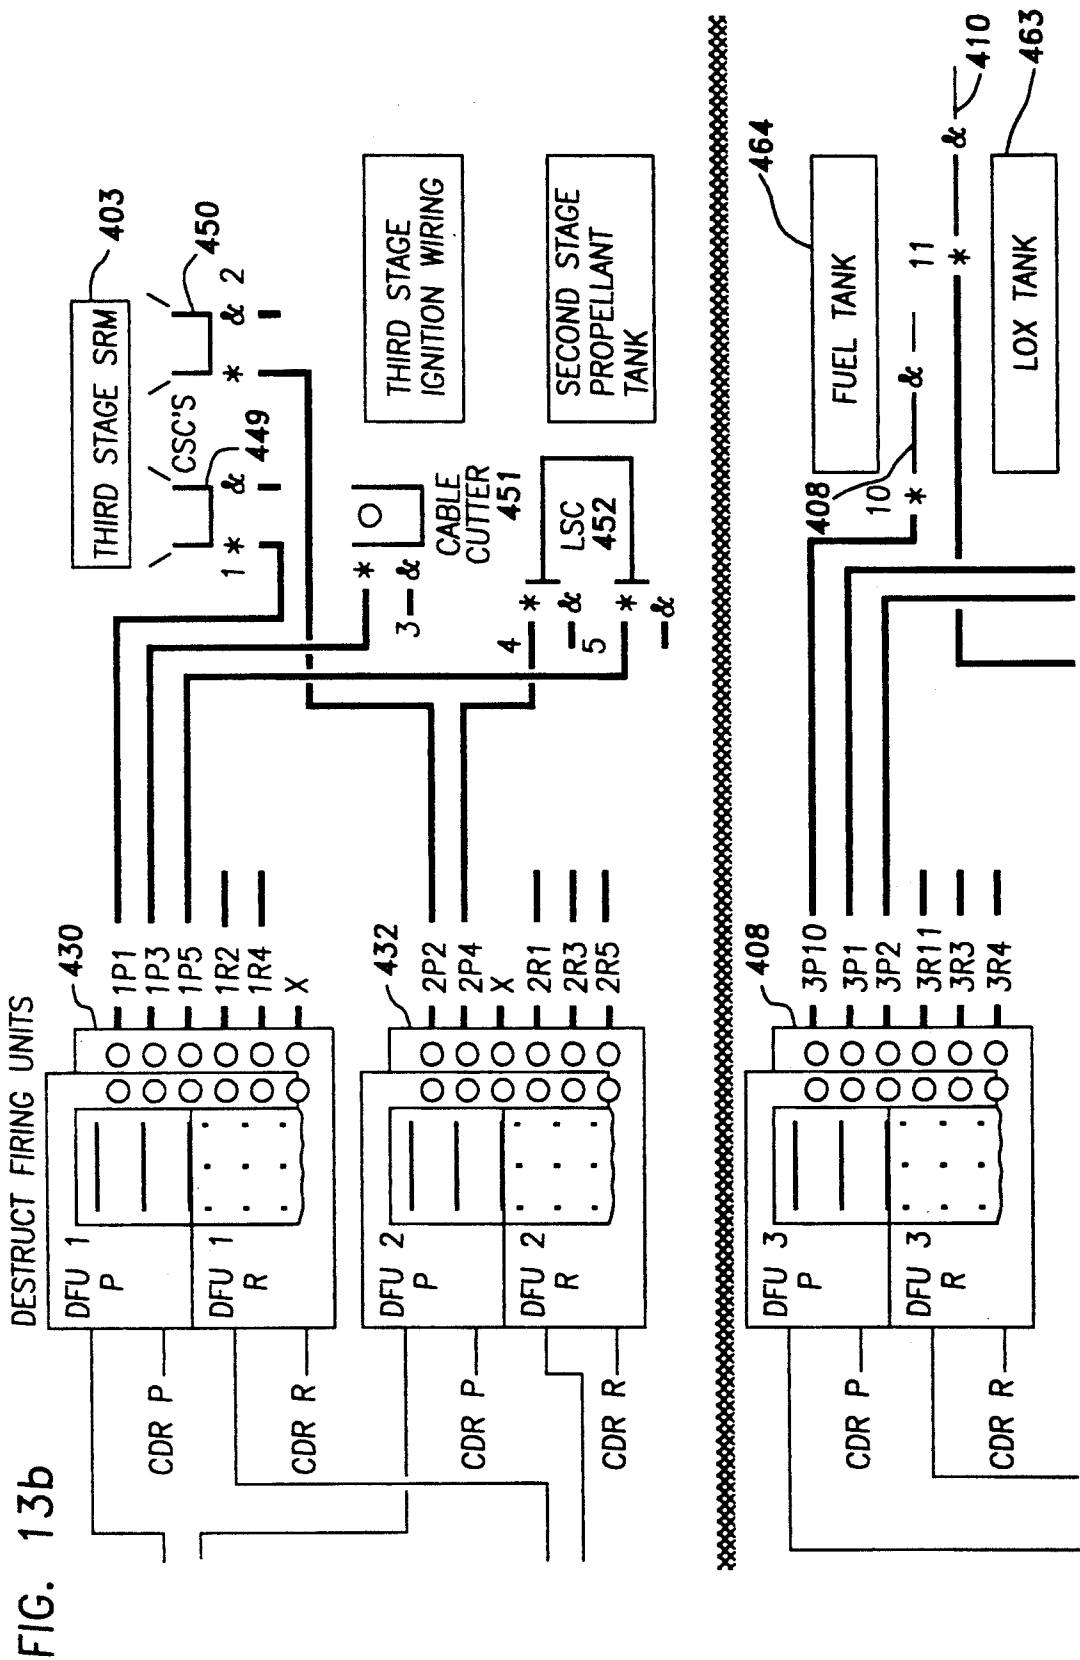 FIG. 13b
DESTRUCT FIRING UNITS
DFU 1
P
DFU 1
R
CDR P
CDR R
430
1P1
1P3
1P5
1R2
1R4
X
THIRD STAGE SRM
403
CSC'S
449
450
1 * &
* & 2
DFU 2
P
DFU 2
R
CDR P
CDR R
432
2P2
2P4
X
2R1
2R3
2R5
*
3 &
CABLE
CUTTER
451
THIRD STAGE
IGNITION WIRING
4 *
&
5 *
&
LSC
452
SECOND STAGE
PROPELLANT
TANK
DFU 3
P
DFU 3
R
CDR P
CDR R
408
3P10
3P1
3P2
3R11
3R3
3R4
408
10
* &
FUEL TANK
464
11
* &
410
LOX TANK
463